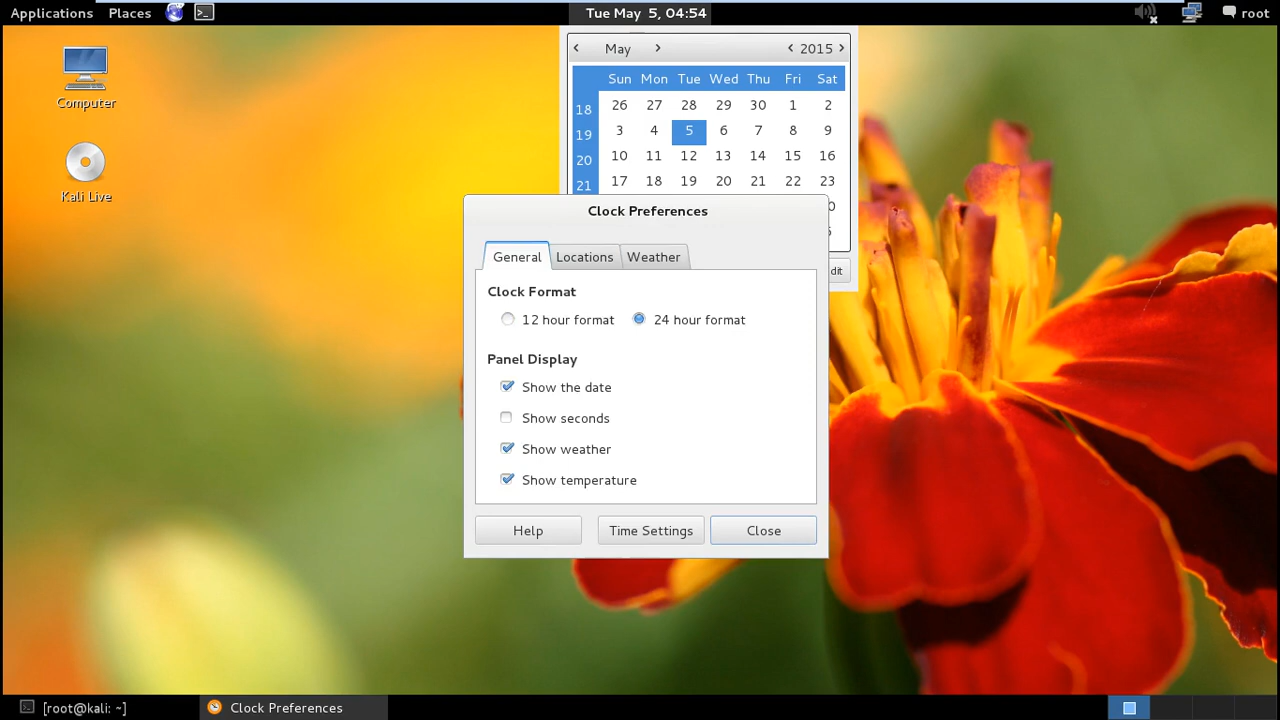 Applications Places Tue May 5, 04:54 root
Computer
Kali Live
May 2015
Sun Mon Tue Wed Thu Fri Sat
18 26 27 28 29 30 1 2
19 3 4 5 6 7 8 9
20 10 11 12 13 14 15 16
21 17 18 19 20 21 22 23
Clock Preferences
General Locations Weather
dit
Clock Format
12 hour format 24 hour format
Panel Display
Show the date
Show seconds
Show weather
Show temperature
Help Time Settings Close
[root@kali: ~] Clock Preferences